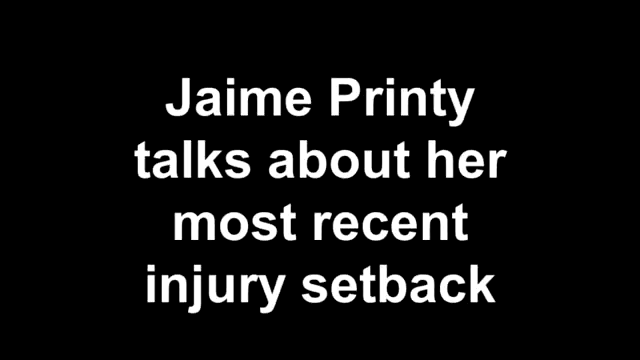 Jaime Printy
talks about her
most recent
injury setback